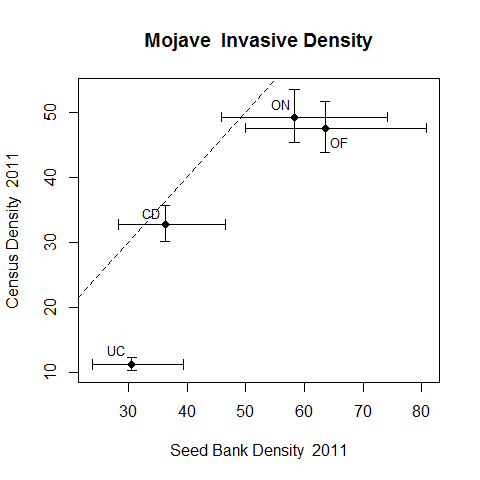 Mojave  Invasive Density
Census Density  2011
50
40
30
20
10
ON
OF
CD
UC
30 40 50 60 70 80
Seed Bank Density  2011